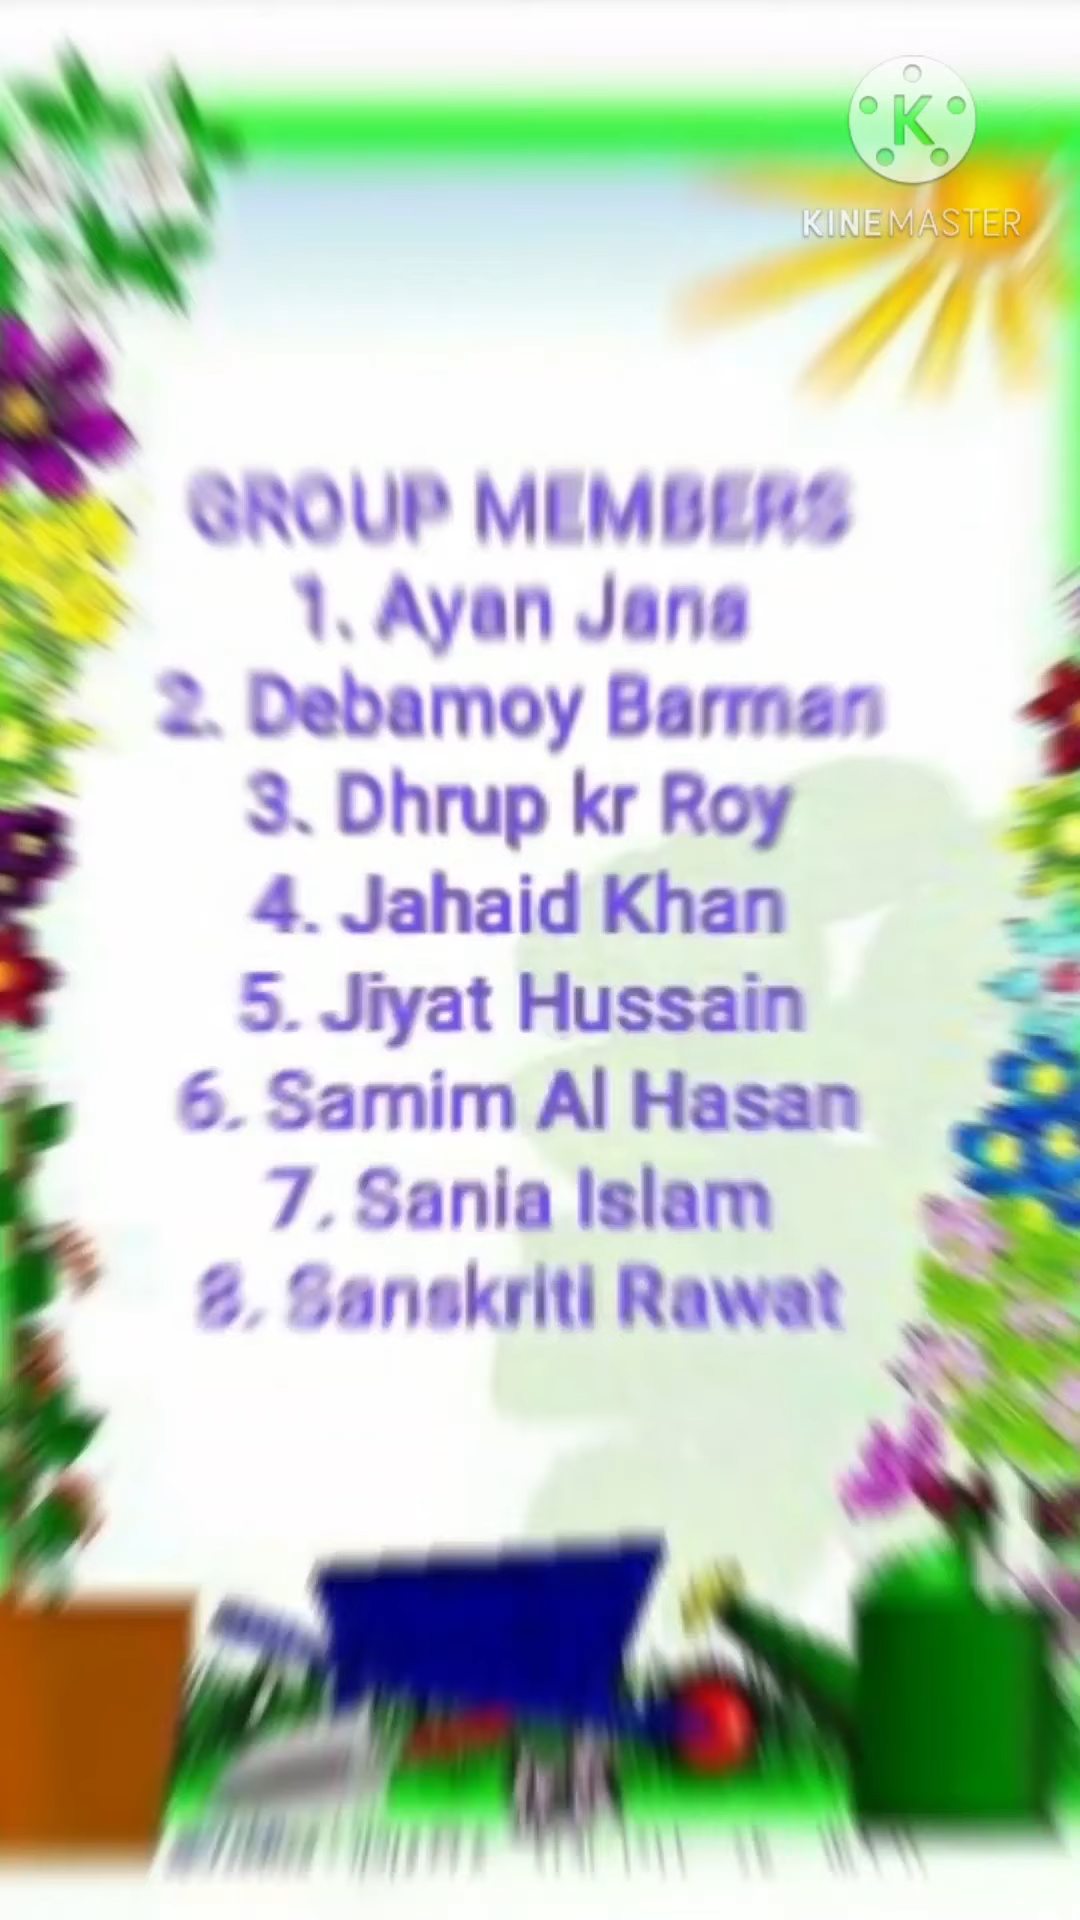 K
KINEMASTER
GROUP MEMBERS
1. Ayan Jana
2. Debamoy Barman
3. Dhrup kr Roy
4. Jahaid Khan
5. Jiyat Hussain
6. Samim Al Hasan
7. Sania Islam
8. Sanskriti Rawat